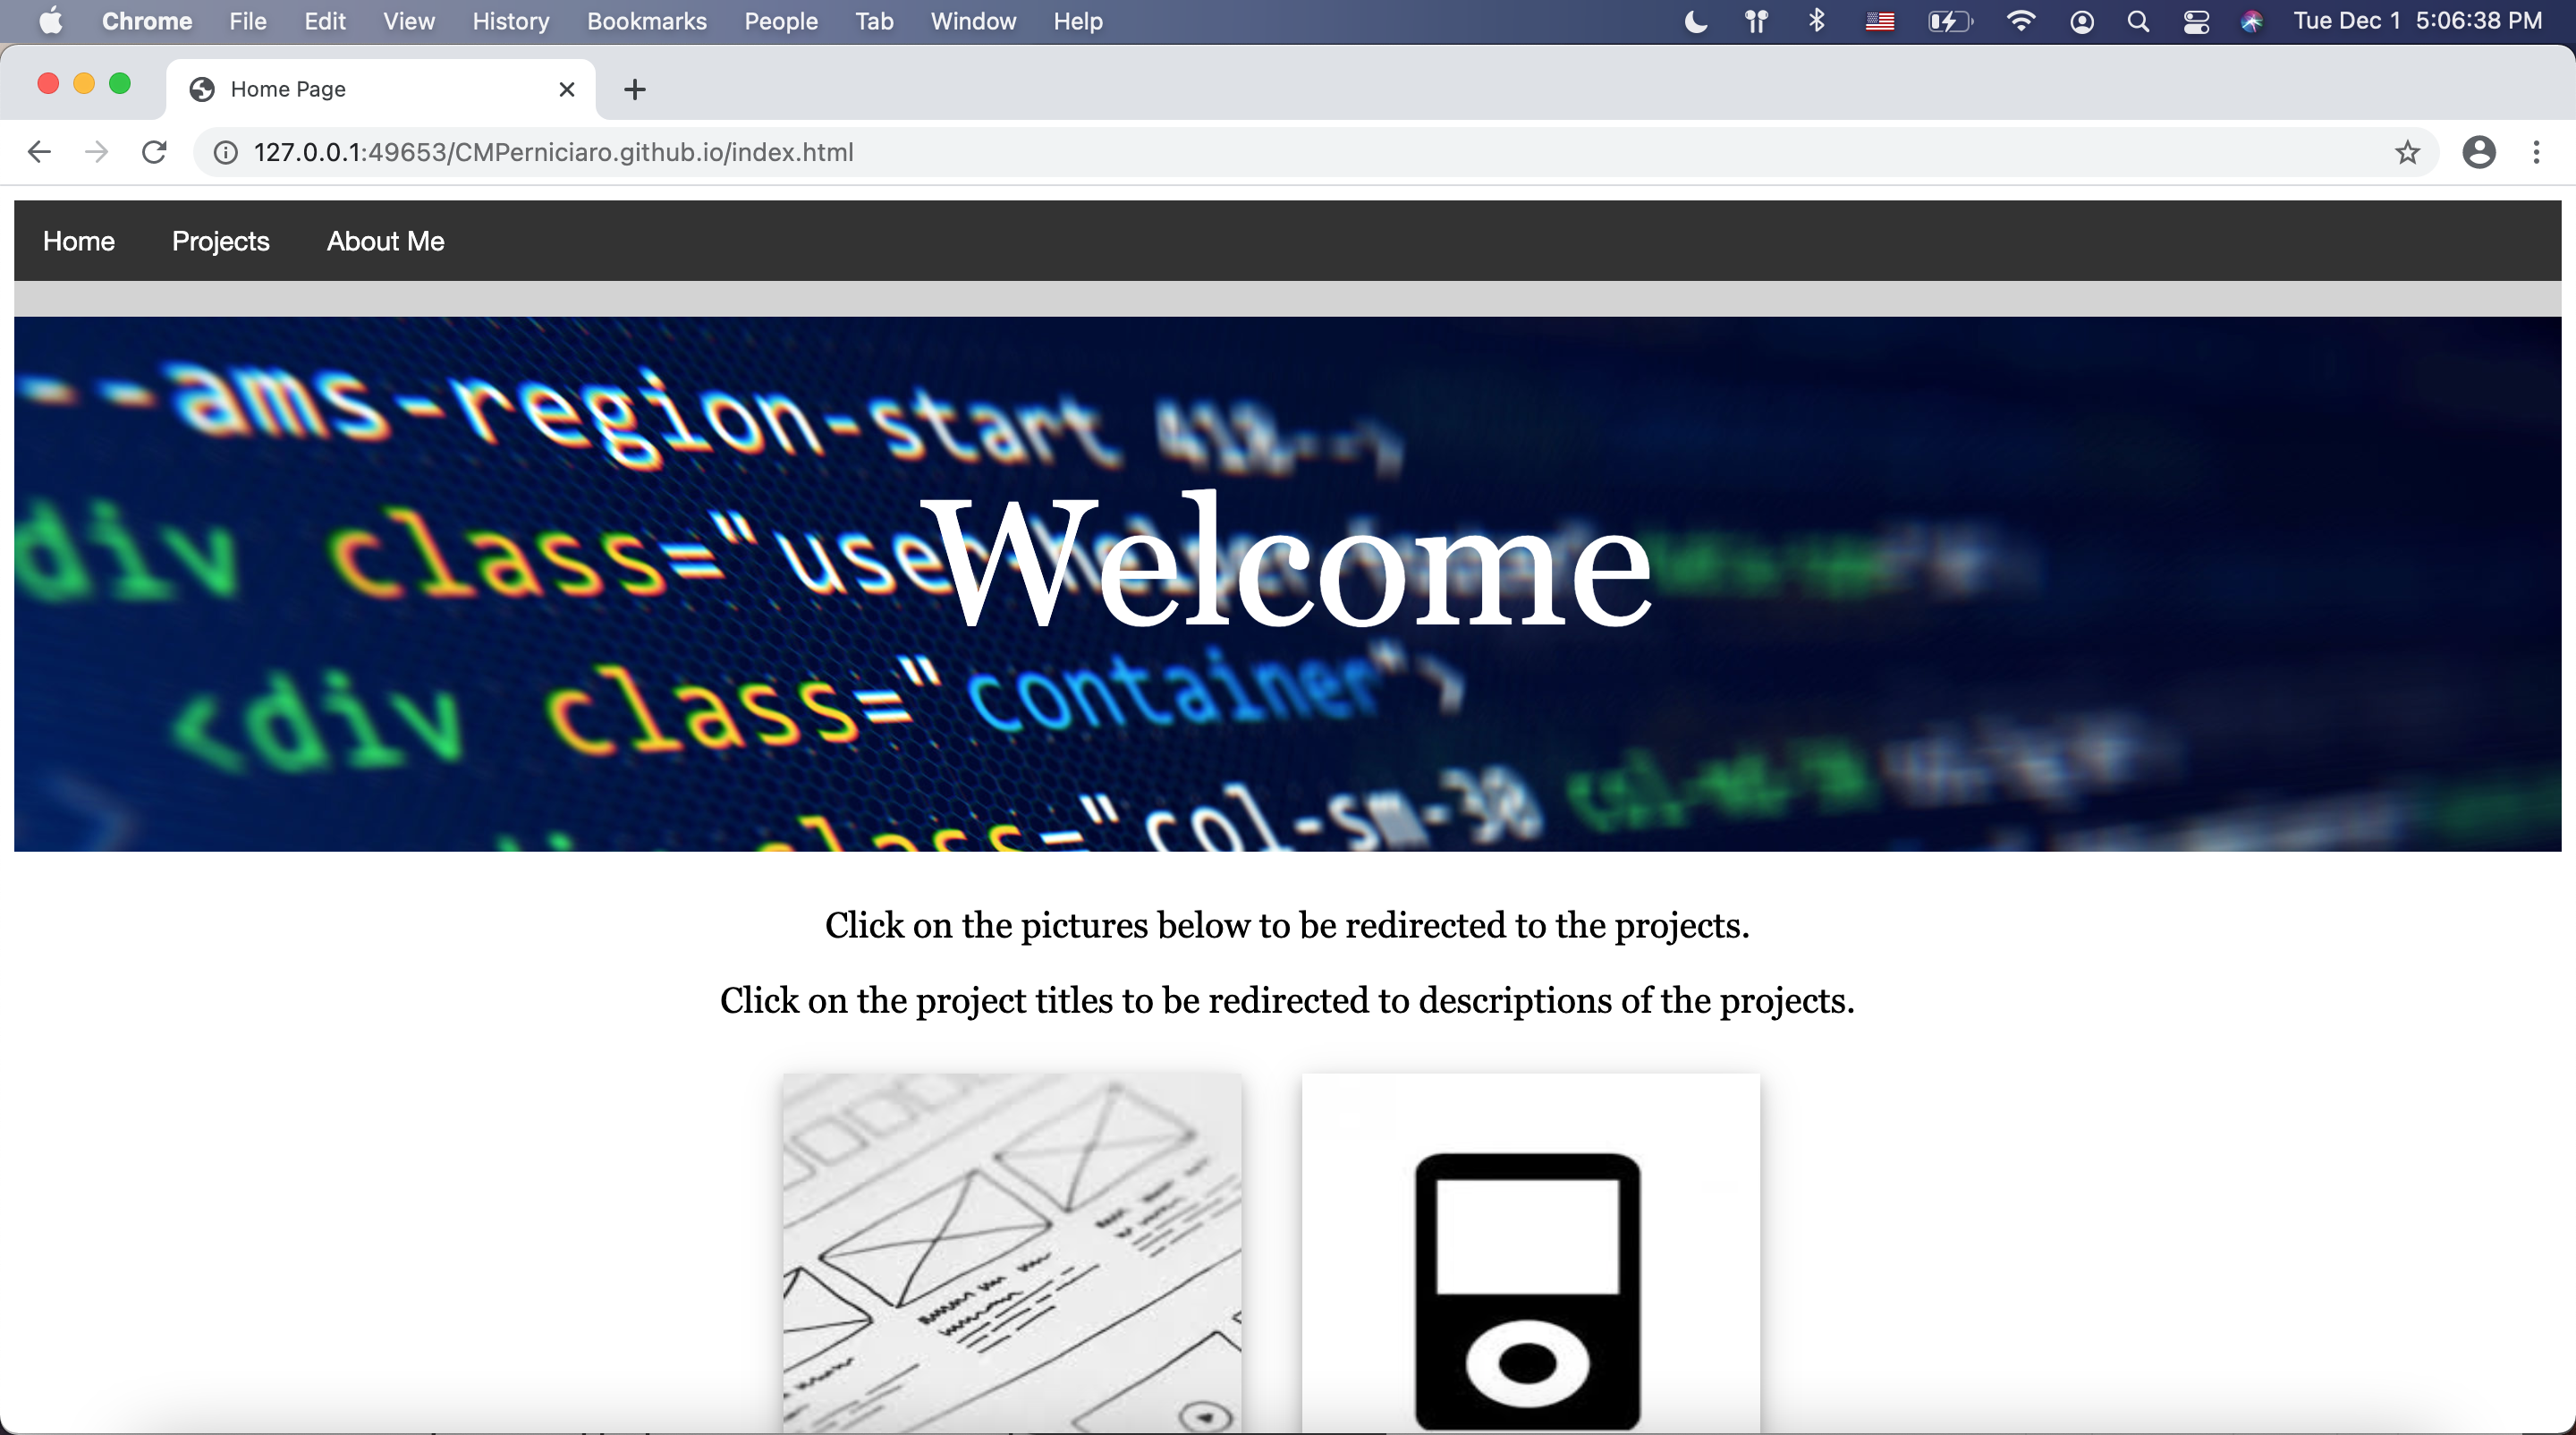 Chrome File Edit View History Bookmarks People Tab Window Help Tue Dec 1 5:06:38 PM
Home Page
127.0.0.1:49653/CMPerniciaro.github.io/index.html
Home Projects About Me
--ams-region-start
Welcome
div class="use
<div class="container">
class="col-sm-30
Click on the pictures below to be redirected to the projects.
Click on the project titles to be redirected to descriptions of the projects.